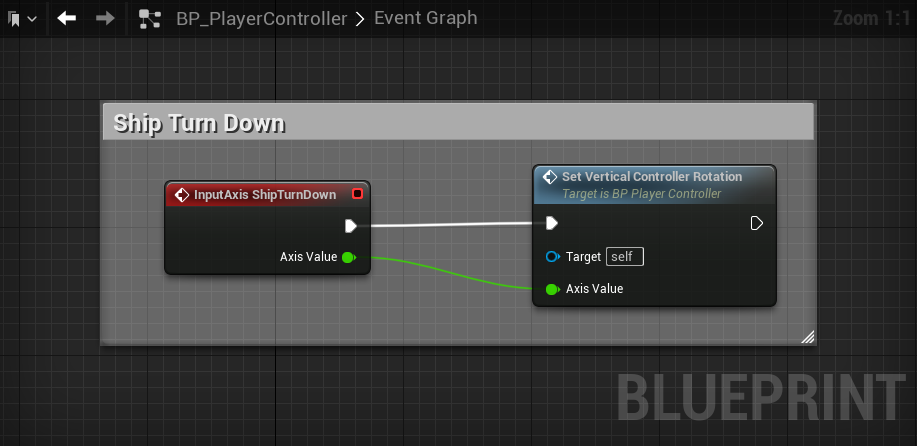 BP_PlayerController > Event Graph
Zoom 1:1
Ship Turn Down
InputAxis ShipTurnDown
Axis Value
Set Vertical Controller Rotation
Target is BP Player Controller
Target self
Axis Value
BLUEPRINT